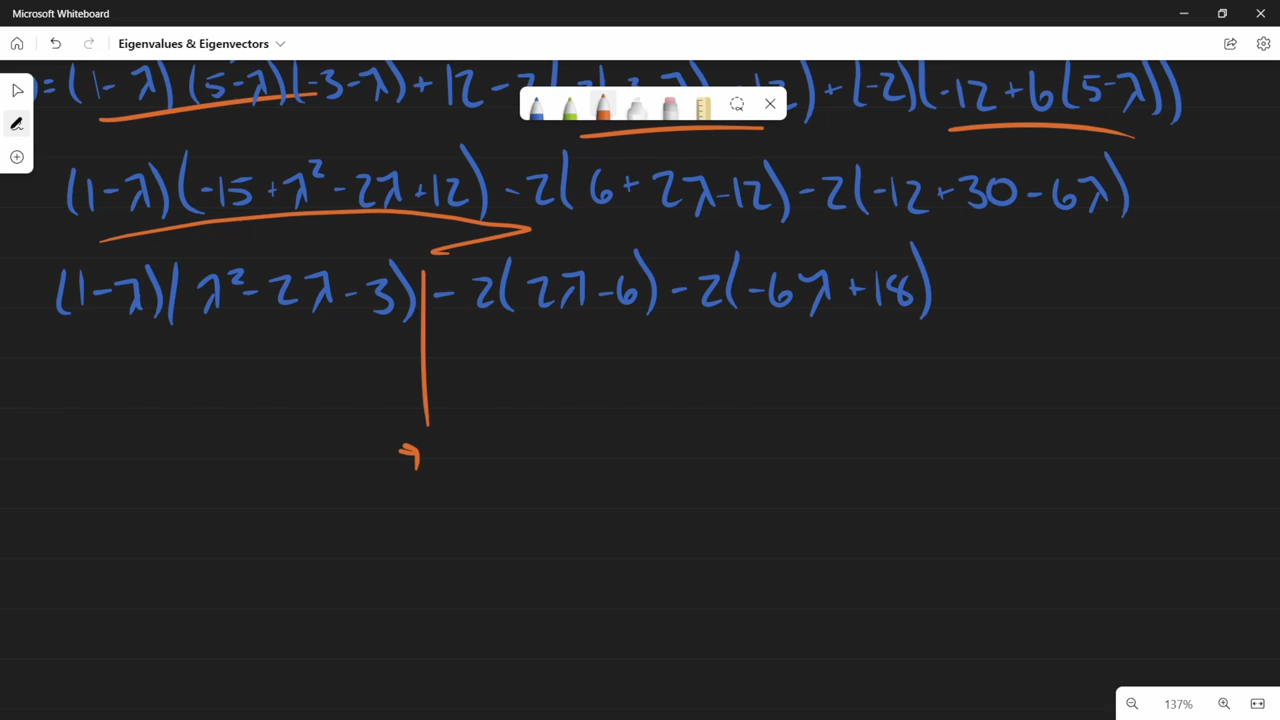 Microsoft Whiteboard
Eigenvalues & Eigenvectors
= (1-λ)(5-λ)(-3-λ) + 12 - 2( + (-2)(-12 + 6(5-λ))
(1-λ)(-15 + λ² - 2λ + 12) - 2(6 + 2λ - 12) - 2(-12 + 30 - 6λ)
(1-λ)(λ² - 2λ - 3) - 2(2λ - 6) - 2(-6λ + 18)
137%